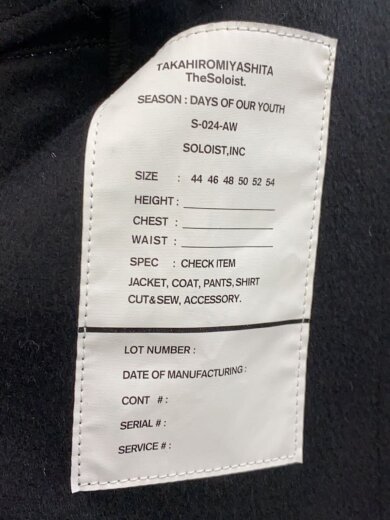 TAKAHIROMIYASHITA
TheSoloist.
SEASON : DAYS OF OUR YOUTH
S-024-AW
SOLOIST,INC
SIZE : 44 46 48 50 52 54
HEIGHT :
CHEST :
WAIST :
SPEC : CHECK ITEM
JACKET, COAT, PANTS, SHIRT
CUT&SEW, ACCESSORY.
LOT NUMBER :
DATE OF MANUFACTURING :
CONT # :
SERIAL # :
SERVICE # :